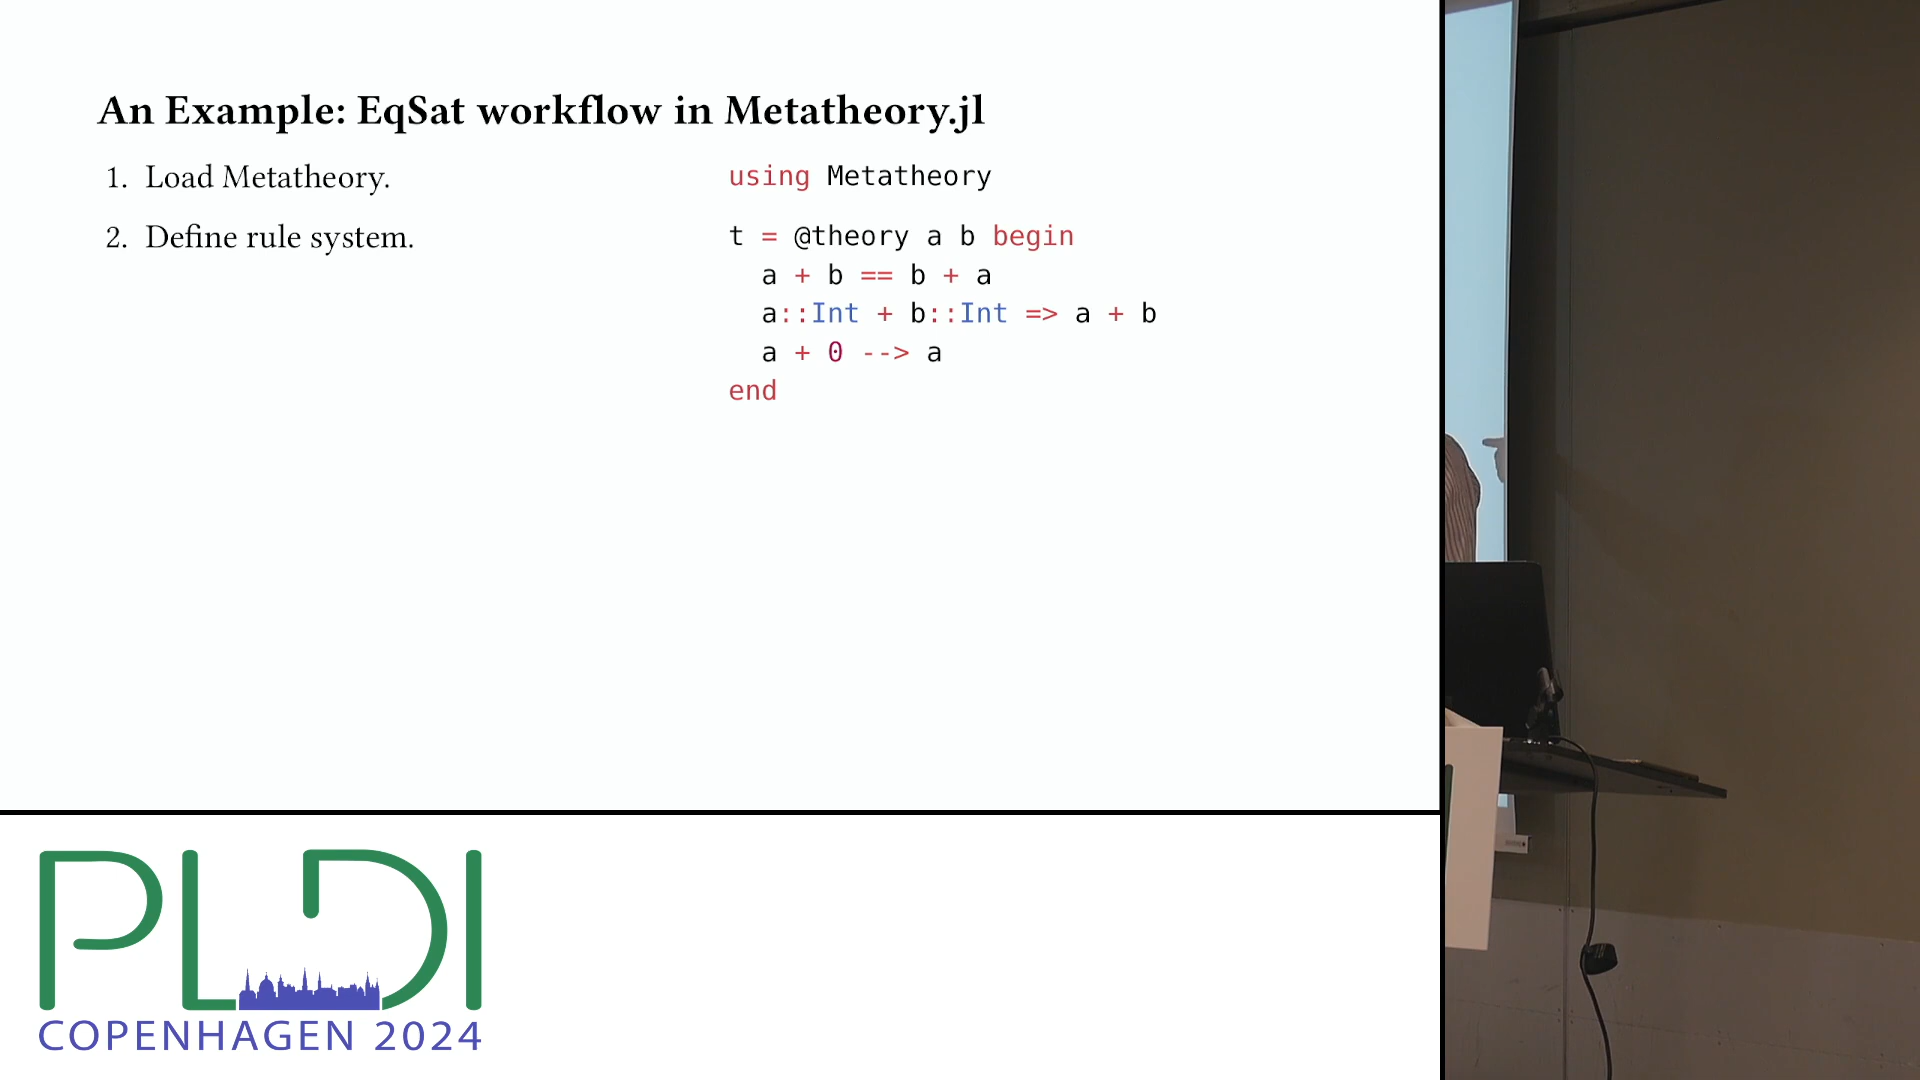 An Example: EqSat workflow in Metatheory.jl
1. Load Metatheory.
using Metatheory
2. Define rule system.
t = @theory a b begin
  a + b == b + a
  a::Int + b::Int => a + b
  a + 0 --> a
end
PLDI
COPENHAGEN 2024